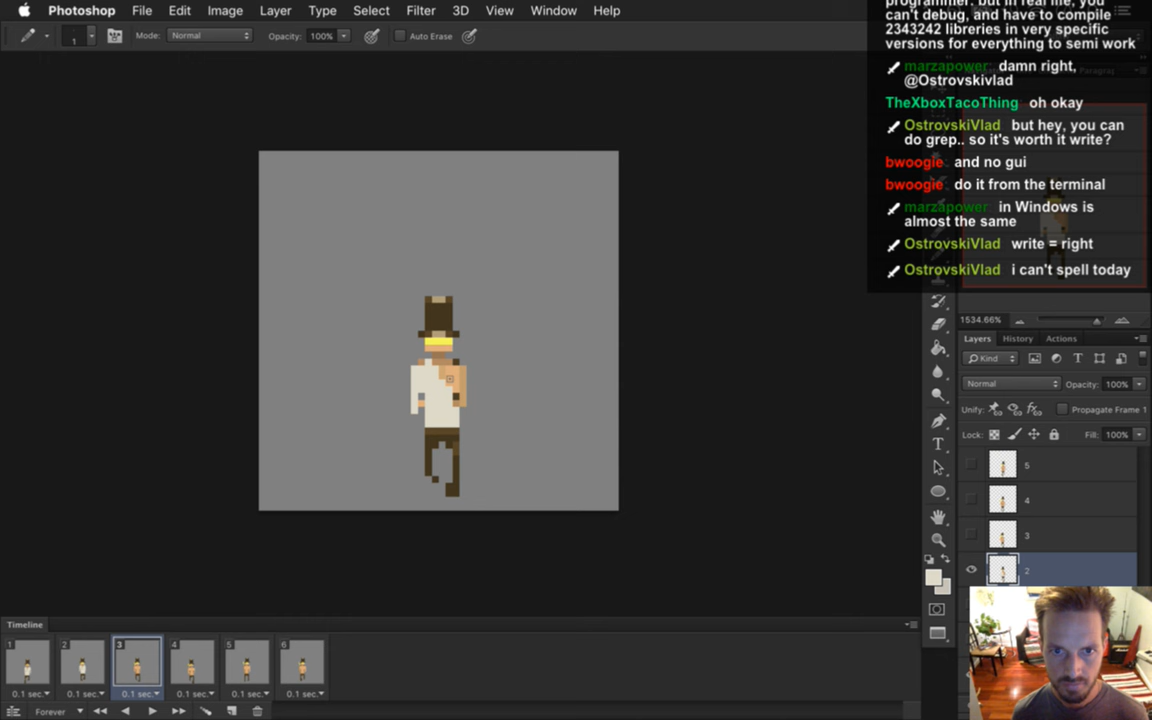 Photoshop File Edit Image Layer Type Select Filter 3D View Window Help
1 Mode: Normal Opacity: 100% Auto Erase
programmer. but in real life, you
can't debug, and have to compile
2343242 libreries in very specific
versions for everything to semi work
marzapower: damn right,
@Ostrovskivlad
TheXboxTacoThing oh okay
OstrovskiVlad but hey, you can
do grep.. so it's worth it write?
bwoogie and no gui
bwoogie do it from the terminal
marzapower: in Windows is
almost the same
OstrovskiVlad write = right
OstrovskiVlad i can't spell today
1534.66%
Layers History Actions
Kind
Normal Opacity: 100%
Unify: Propagate Frame 1
Lock: Fill: 100%
5
4
3
2
Timeline
1 2 3 4 5 6
0.1 sec. 0.1 sec. 0.1 sec. 0.1 sec. 0.1 sec. 0.1 sec.
Forever